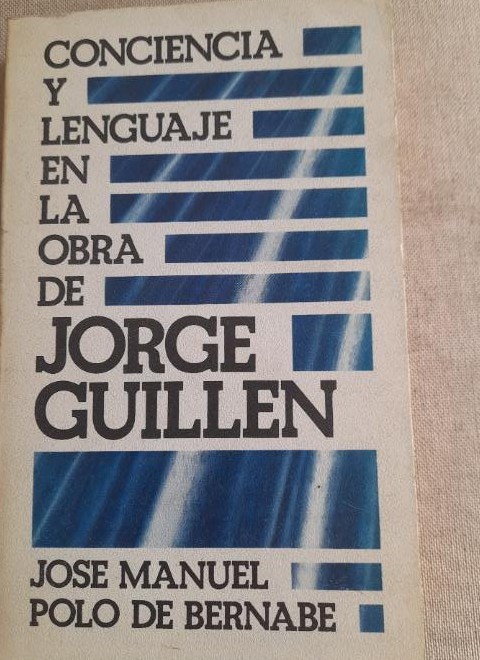 CONCIENCIA
Y
LENGUAJE
EN
LA
OBRA
DE
JORGE
GUILLEN
JOSE MANUEL
POLO DE BERNABE